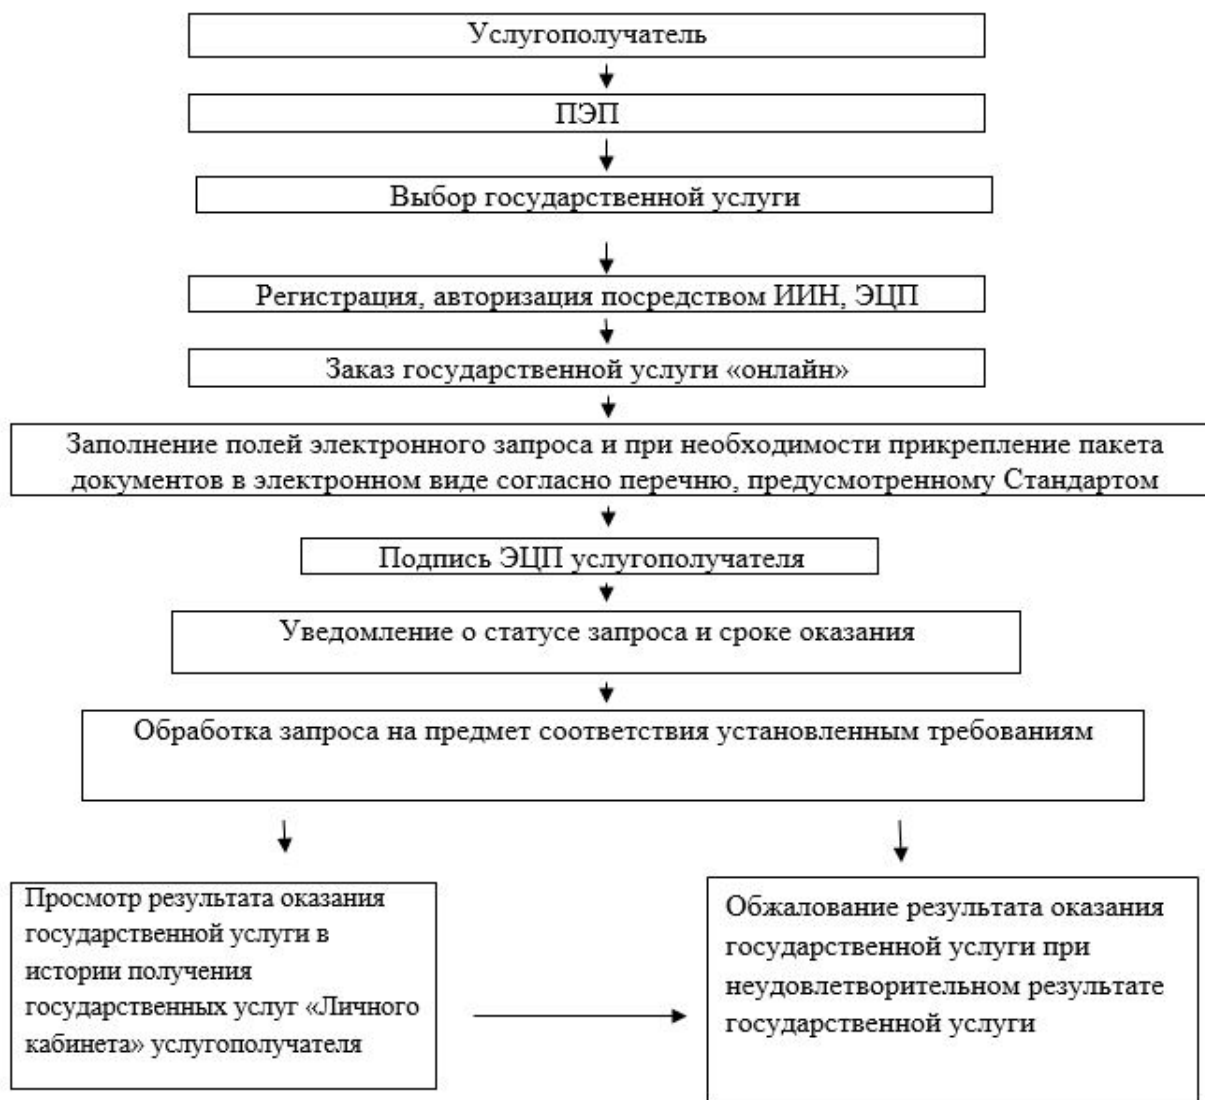 Услугополучатель
ПЭП
Выбор государственной услуги
Регистрация, авторизация посредством ИИН, ЭЦП
Заказ государственной услуги «онлайн»
Заполнение полей электронного запроса и при необходимости прикрепление пакета
документов в электронном виде согласно перечню, предусмотренному Стандартом
Подпись ЭЦП услугополучателя
Уведомление о статусе запроса и сроке оказания
Обработка запроса на предмет соответствия установленным требованиям
Просмотр результата оказания
государственной услуги в
истории получения
государственных услуг «Личного
кабинета» услугополучателя
Обжалование результата оказания
государственной услуги при
неудовлетворительном результате
государственной услуги